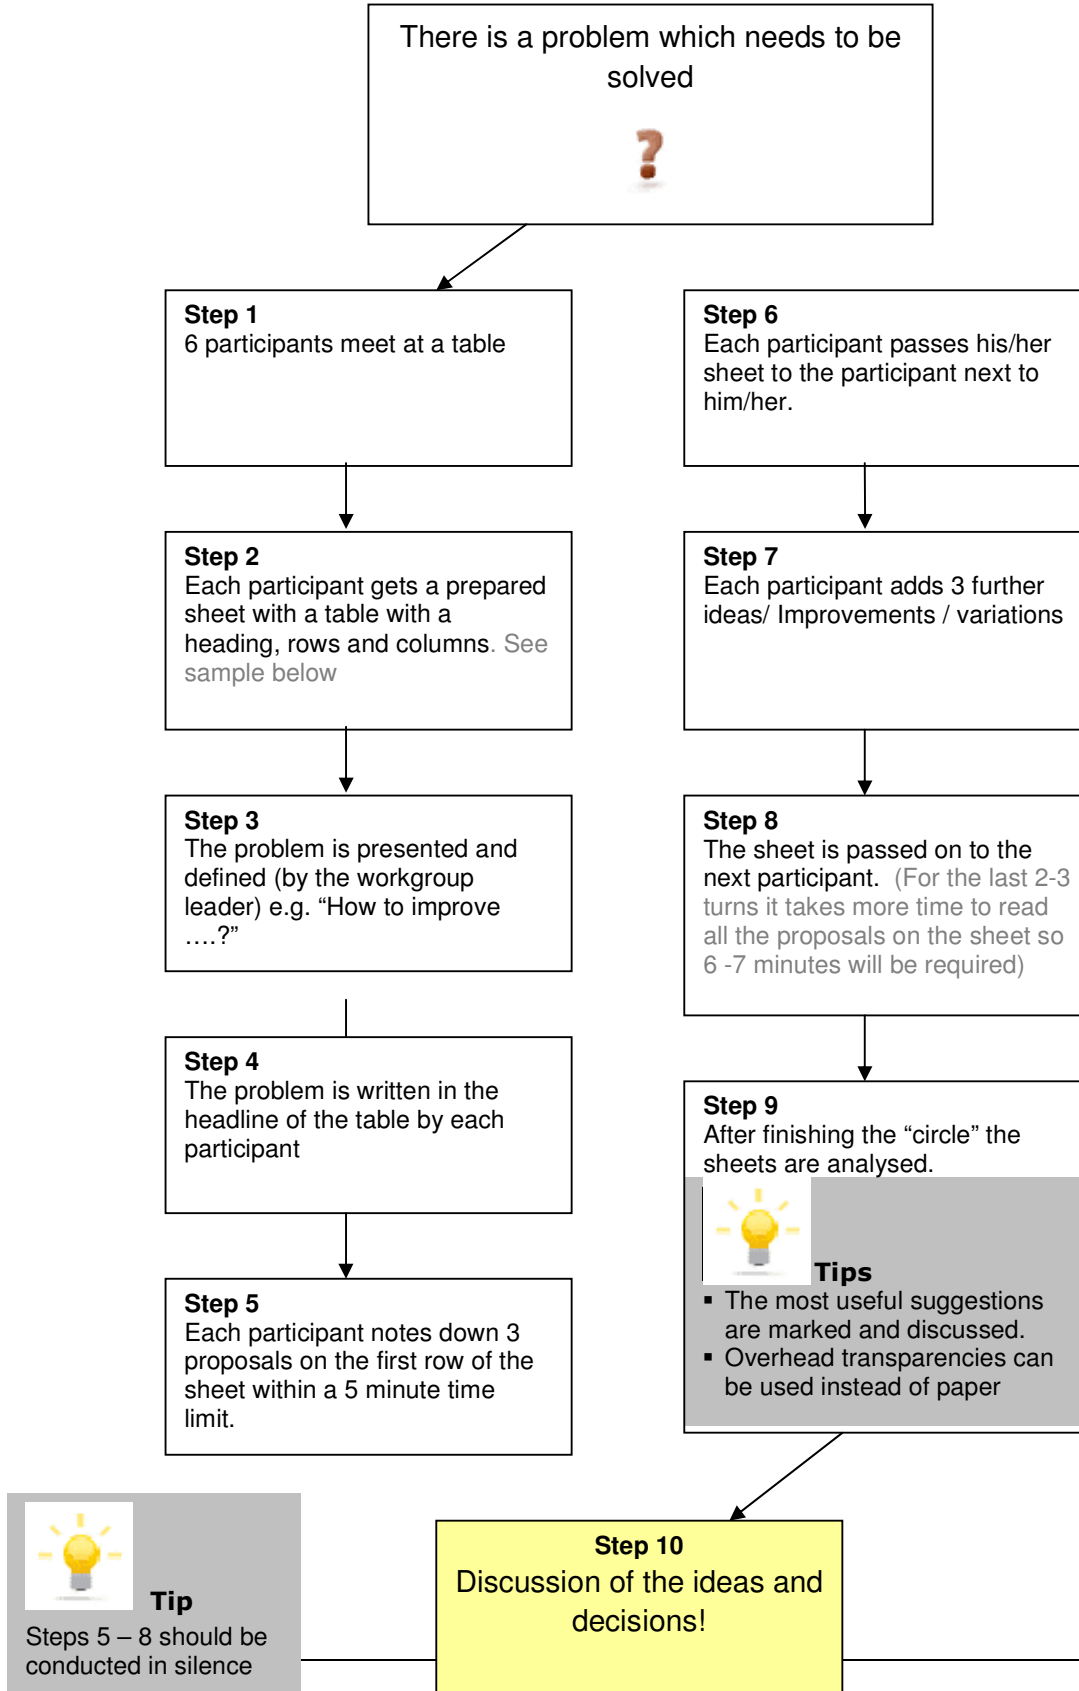 There is a problem which needs to be
solved
?
Step 1
6 participants meet at a table
Step 2
Each participant gets a prepared
sheet with a table with a
heading, rows and columns. See
sample below
Step 3
The problem is presented and
defined (by the workgroup
leader) e.g. “How to improve
….?”
Step 4
The problem is written in the
headline of the table by each
participant
Step 5
Each participant notes down 3
proposals on the first row of the
sheet within a 5 minute time
limit.
Step 6
Each participant passes his/her
sheet to the participant next to
him/her.
Step 7
Each participant adds 3 further
ideas/ Improvements / variations
Step 8
The sheet is passed on to the
next participant. (For the last 2-3
turns it takes more time to read
all the proposals on the sheet so
6 -7 minutes will be required)
Step 9
After finishing the “circle” the
sheets are analysed.
Tips
▪ The most useful suggestions
are marked and discussed.
▪ Overhead transparencies can
be used instead of paper
Tip
Steps 5 – 8 should be
conducted in silence
Step 10
Discussion of the ideas and
decisions!